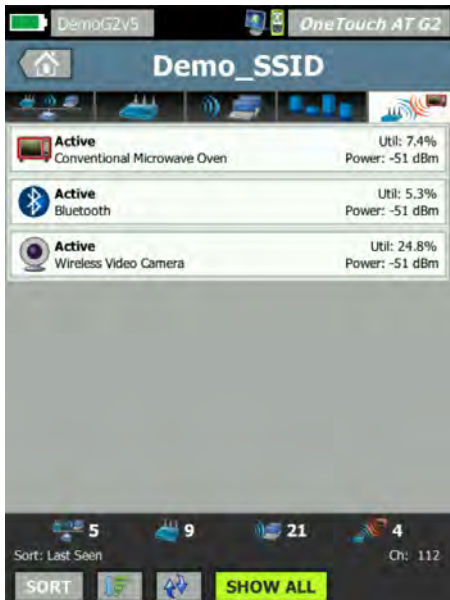 DemoG2v5
OneTouch AT G2
Demo_SSID
Active
Util: 7.4%
Conventional Microwave Oven
Power: -51 dBm
Active
Util: 5.3%
Bluetooth
Power: -51 dBm
Active
Util: 24.8%
Wireless Video Camera
Power: -51 dBm
5
9
21
4
Sort: Last Seen
Ch: 112
SORT
SHOW ALL